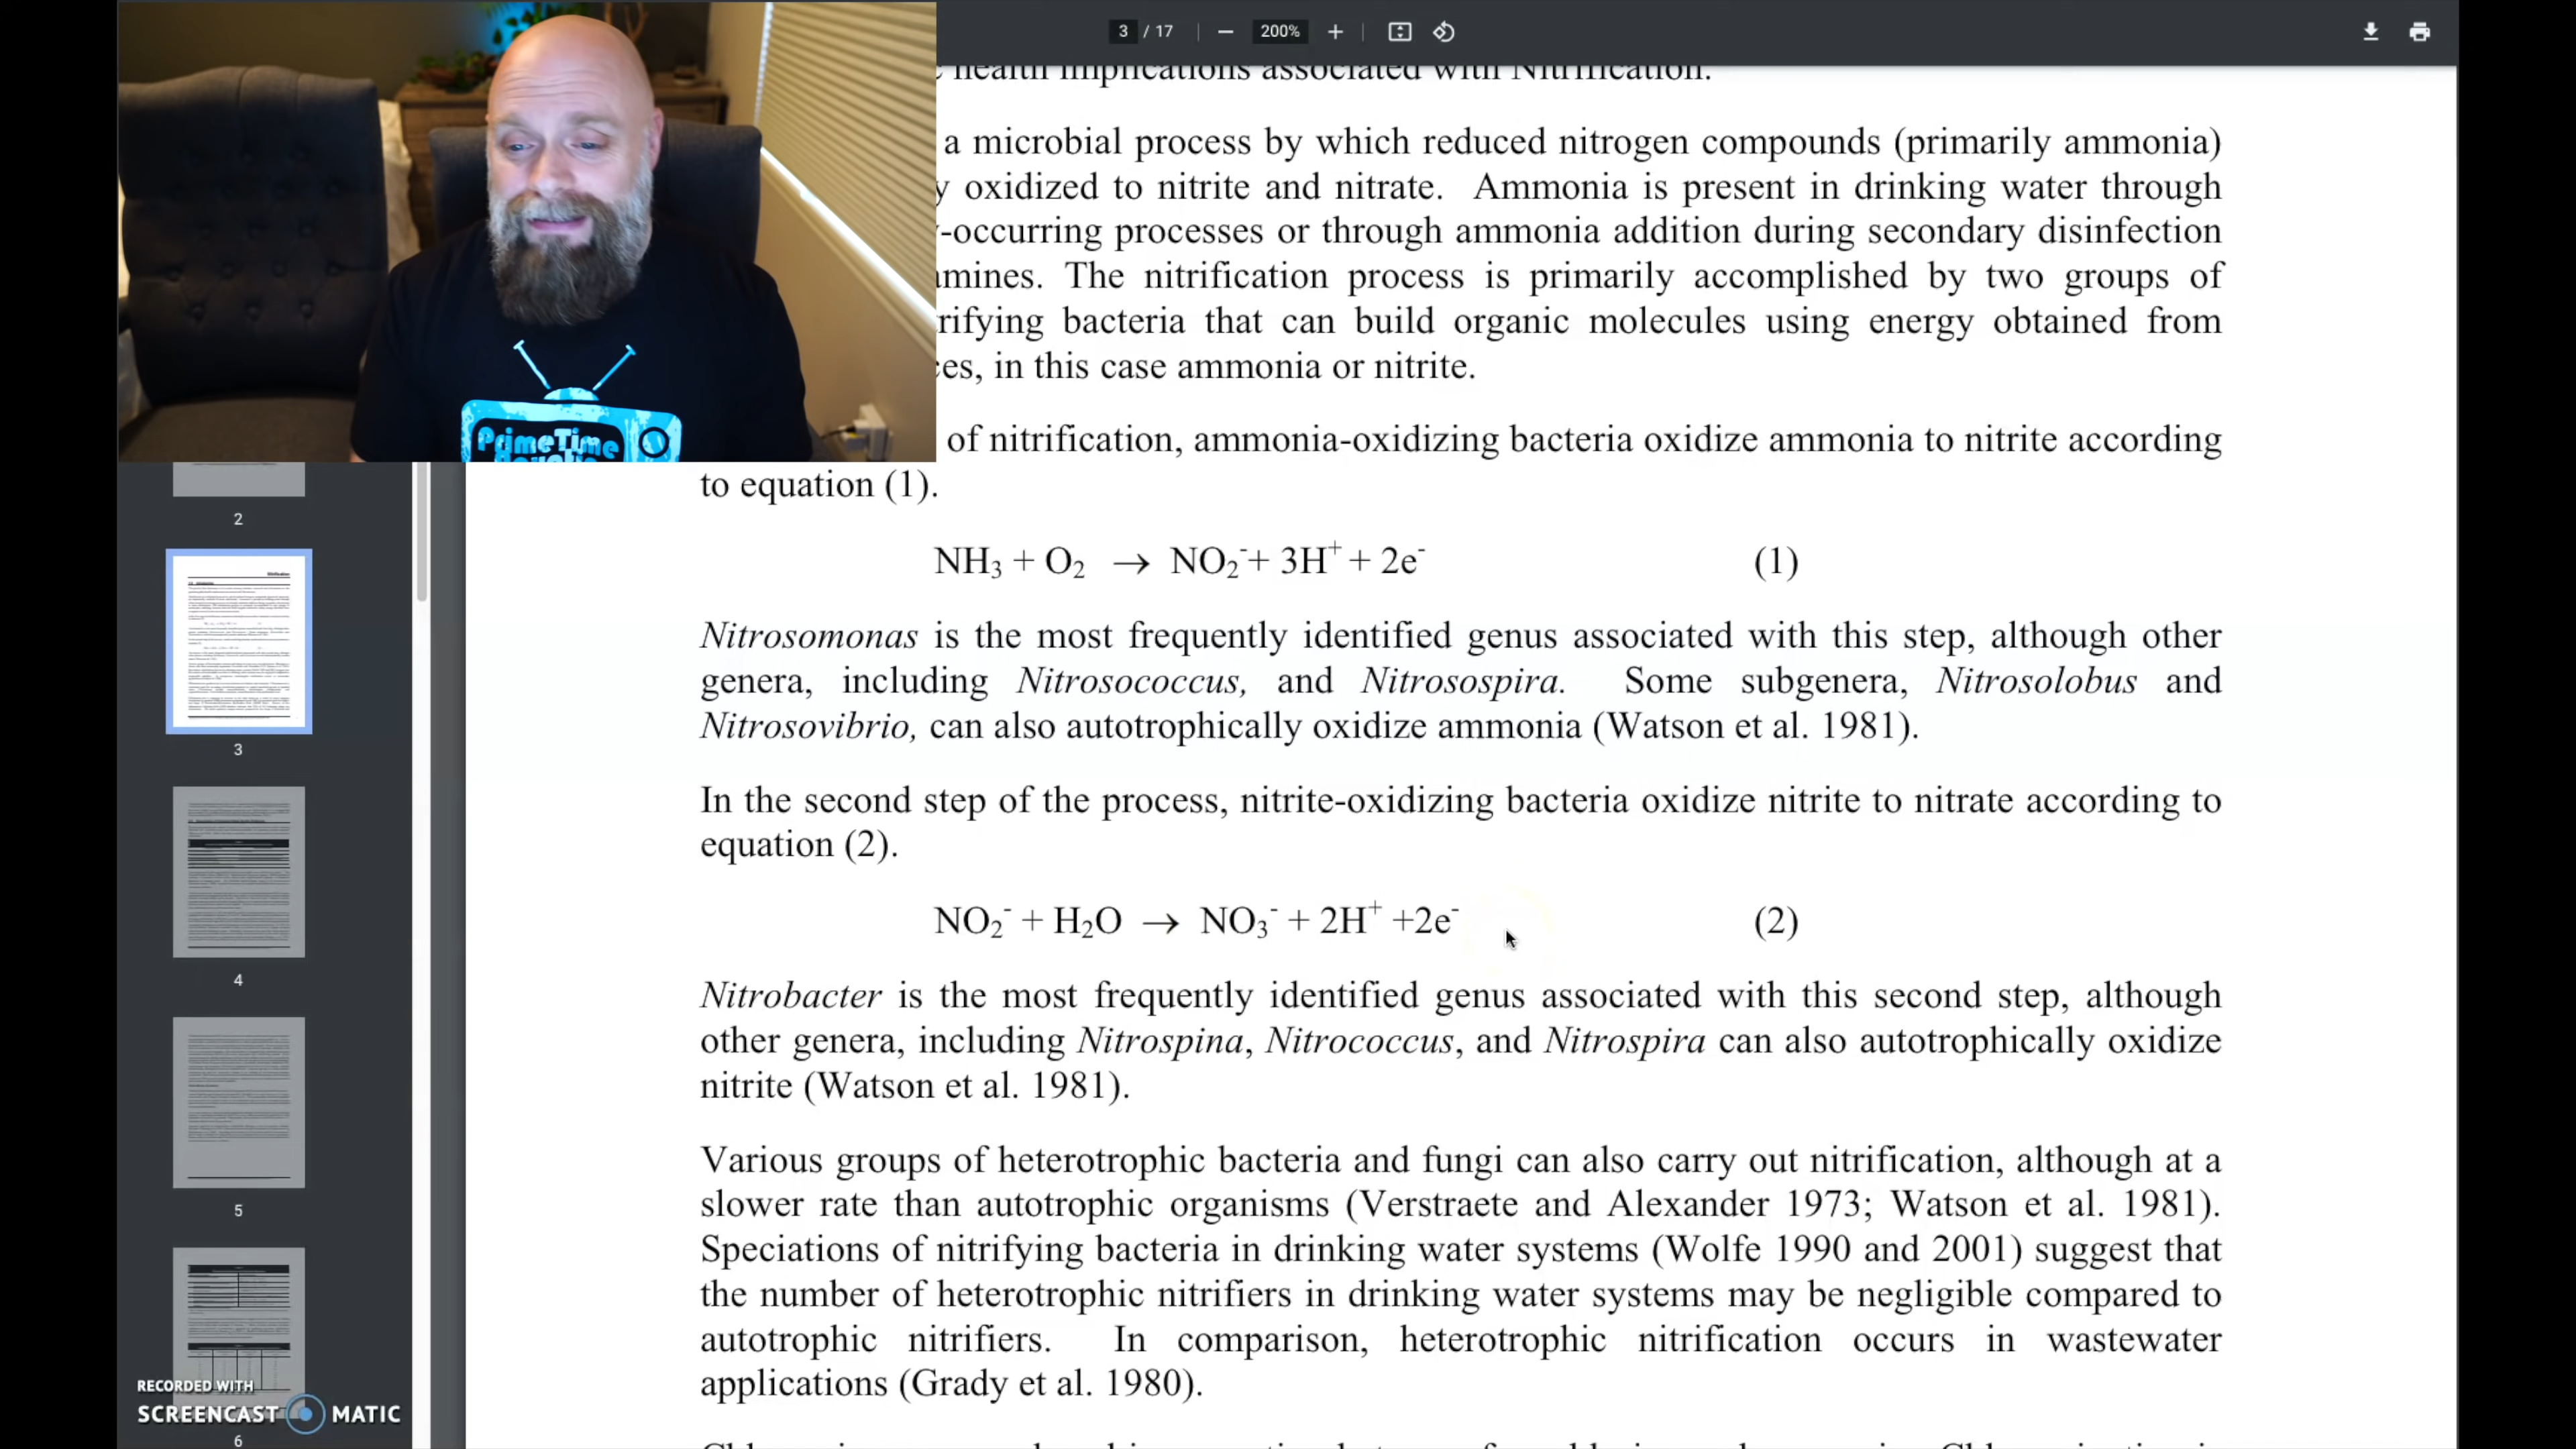 3 / 17 − 200% +
health implications associated with Nitrification.
a microbial process by which reduced nitrogen compounds (primarily ammonia)
y oxidized to nitrite and nitrate. Ammonia is present in drinking water through
-occurring processes or through ammonia addition during secondary disinfection
mines. The nitrification process is primarily accomplished by two groups of
rifying bacteria that can build organic molecules using energy obtained from
es, in this case ammonia or nitrite.
of nitrification, ammonia-oxidizing bacteria oxidize ammonia to nitrite according
to equation (1).
NH₃ + O₂ → NO₂⁻ + 3H⁺ + 2e⁻ (1)
Nitrosomonas is the most frequently identified genus associated with this step, although other
genera, including Nitrosococcus, and Nitrosospira. Some subgenera, Nitrosolobus and
Nitrosovibrio, can also autotrophically oxidize ammonia (Watson et al. 1981).
In the second step of the process, nitrite-oxidizing bacteria oxidize nitrite to nitrate according to
equation (2).
NO₂⁻ + H₂O → NO₃⁻ + 2H⁺ +2e⁻ (2)
Nitrobacter is the most frequently identified genus associated with this second step, although
other genera, including Nitrospina, Nitrococcus, and Nitrospira can also autotrophically oxidize
nitrite (Watson et al. 1981).
Various groups of heterotrophic bacteria and fungi can also carry out nitrification, although at a
slower rate than autotrophic organisms (Verstraete and Alexander 1973; Watson et al. 1981).
Speciations of nitrifying bacteria in drinking water systems (Wolfe 1990 and 2001) suggest that
the number of heterotrophic nitrifiers in drinking water systems may be negligible compared to
autotrophic nitrifiers. In comparison, heterotrophic nitrification occurs in wastewater
applications (Grady et al. 1980).
PrimeTime
2
3
4
5
6
RECORDED WITH
SCREENCAST MATIC